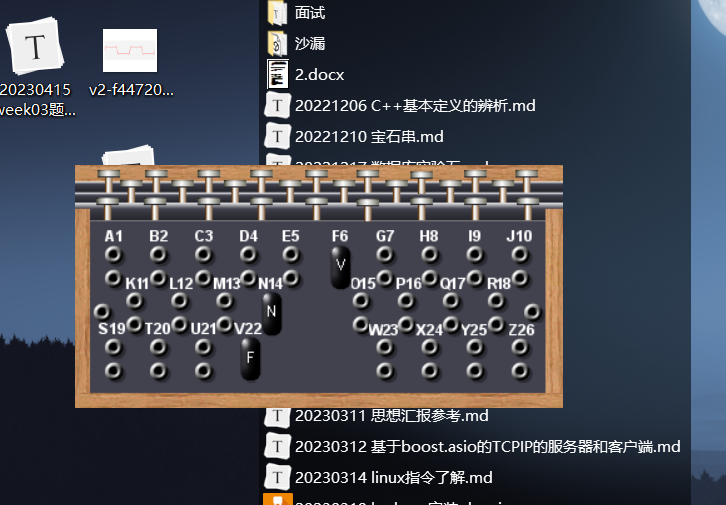 面试
沙漏
2.docx
20221206 C++基本定义的辨析.md
20221210 宝石串.md
T
20230415
week03题...
v2-f44720...
A1 B2 C3 D4 E5 F6 G7 H8 I9 J10
V
K11 L12 M13 N14 O15 P16 Q17 R18
N
S19 T20 U21 V22 W23 X24 Y25 Z26
F
20230311 思想汇报参考.md
20230312 基于boost.asio的TCPIP的服务器和客户端.md
20230314 linux指令了解.md